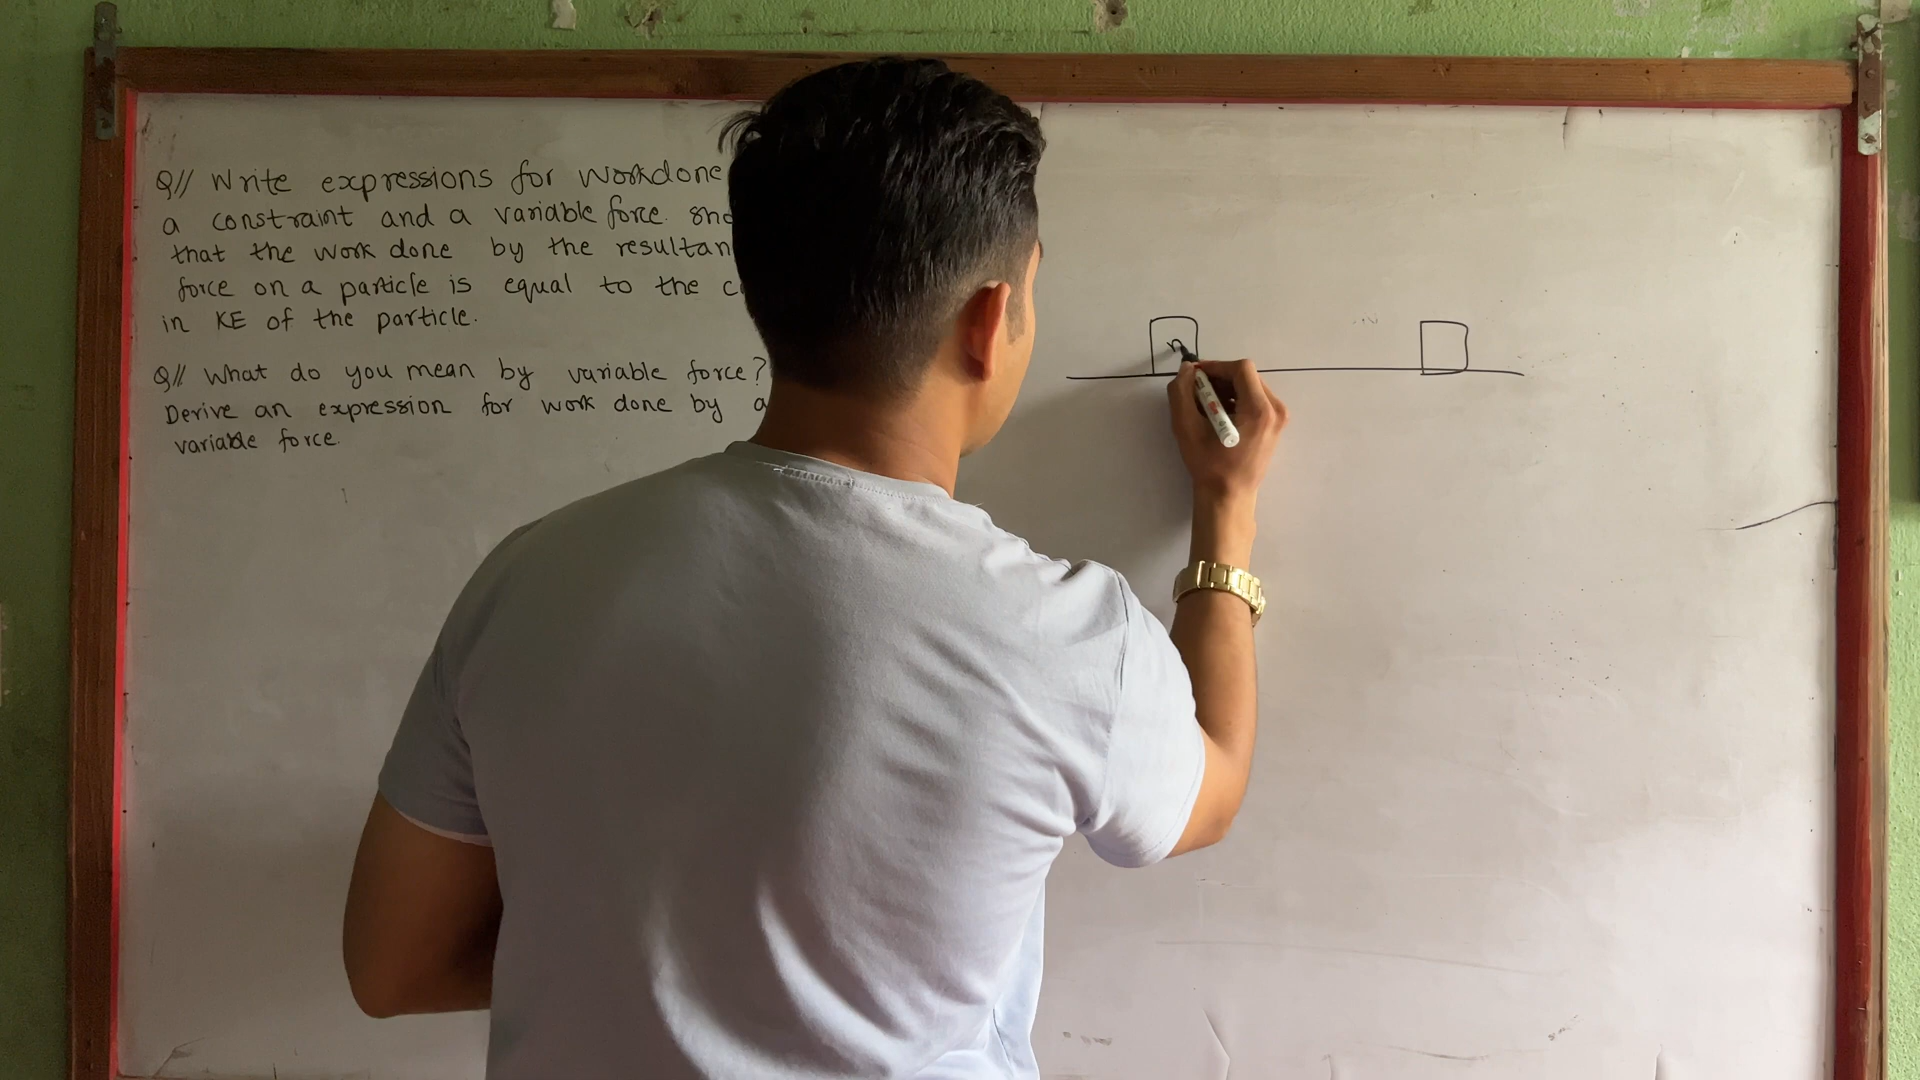 Q// Write expressions for workdone
a constraint and a variable force. sho
that the work done by the resultan
force on a particle is equal to the c
in KE of the particle.
Q// What do you mean by variable force?
Derive an expression for work done by a
variable force.